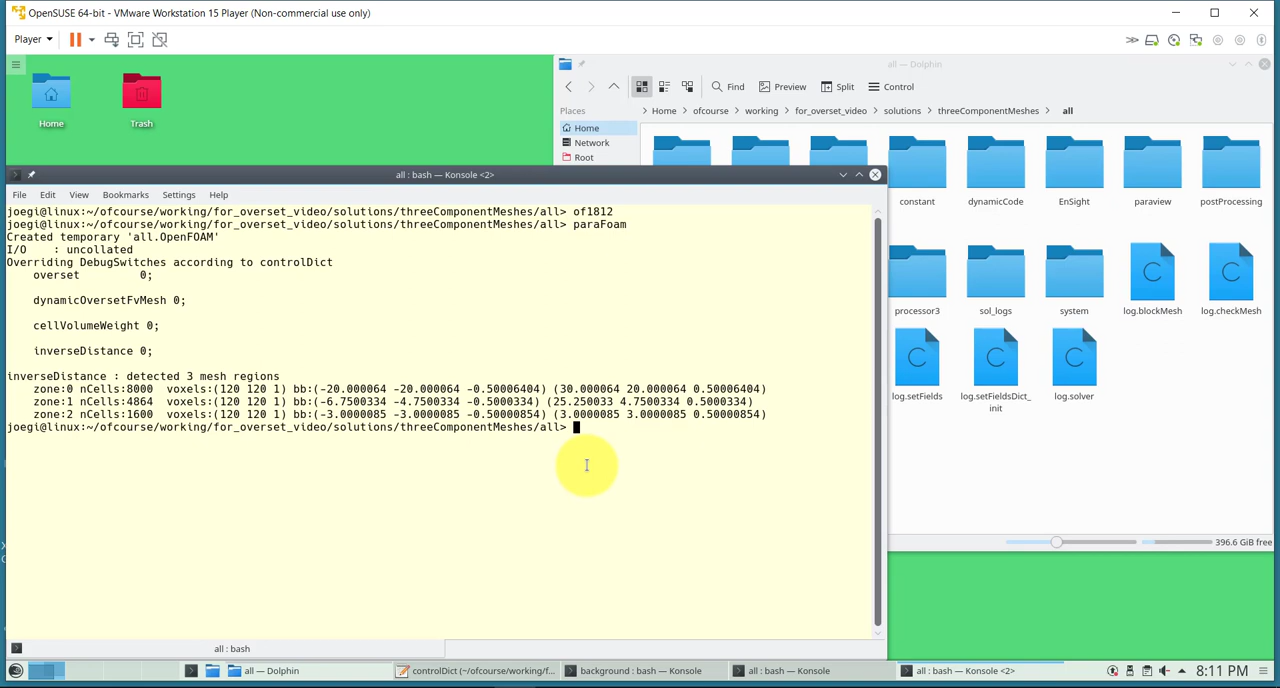 OpenSUSE 64-bit - VMware Workstation 15 Player (Non-commercial use only)
Player
Home
Trash
all — Dolphin
Find
Preview
Split
Control
Places
Home
Network
Root
Home
ofcourse
working
for_overset_video
solutions
threeComponentMeshes
all
constant
dynamicCode
EnSight
paraview
postProcessing
processor3
sol_logs
system
log.blockMesh
log.checkMesh
log.setFields
log.setFieldsDict_
init
log.solver
396.6 GiB free
all : bash — Konsole <2>
File Edit View Bookmarks Settings Help
joegi@linux:~/ofcourse/working/for_overset_video/solutions/threeComponentMeshes/all> of1812
joegi@linux:~/ofcourse/working/for_overset_video/solutions/threeComponentMeshes/all> paraFoam
Created temporary 'all.OpenFOAM'
I/O    : uncollated
Overriding DebugSwitches according to controlDict
    overset         0;
    dynamicOversetFvMesh 0;
    cellVolumeWeight 0;
    inverseDistance 0;
inverseDistance : detected 3 mesh regions
    zone:0 nCells:8000  voxels:(120 120 1) bb:(-20.000064 -20.000064 -0.50006404) (30.000064 20.000064 0.50006404)
    zone:1 nCells:4864  voxels:(120 120 1) bb:(-6.7500334 -4.7500334 -0.5000334) (25.250033 4.7500334 0.5000334)
    zone:2 nCells:1600  voxels:(120 120 1) bb:(-3.0000085 -3.0000085 -0.50000854) (3.0000085 3.0000085 0.50000854)
joegi@linux:~/ofcourse/working/for_overset_video/solutions/threeComponentMeshes/all>
all : bash
all — Dolphin
controlDict (~/ofcourse/working/f...
background : bash — Konsole
all : bash — Konsole
all : bash — Konsole <2>
8:11 PM